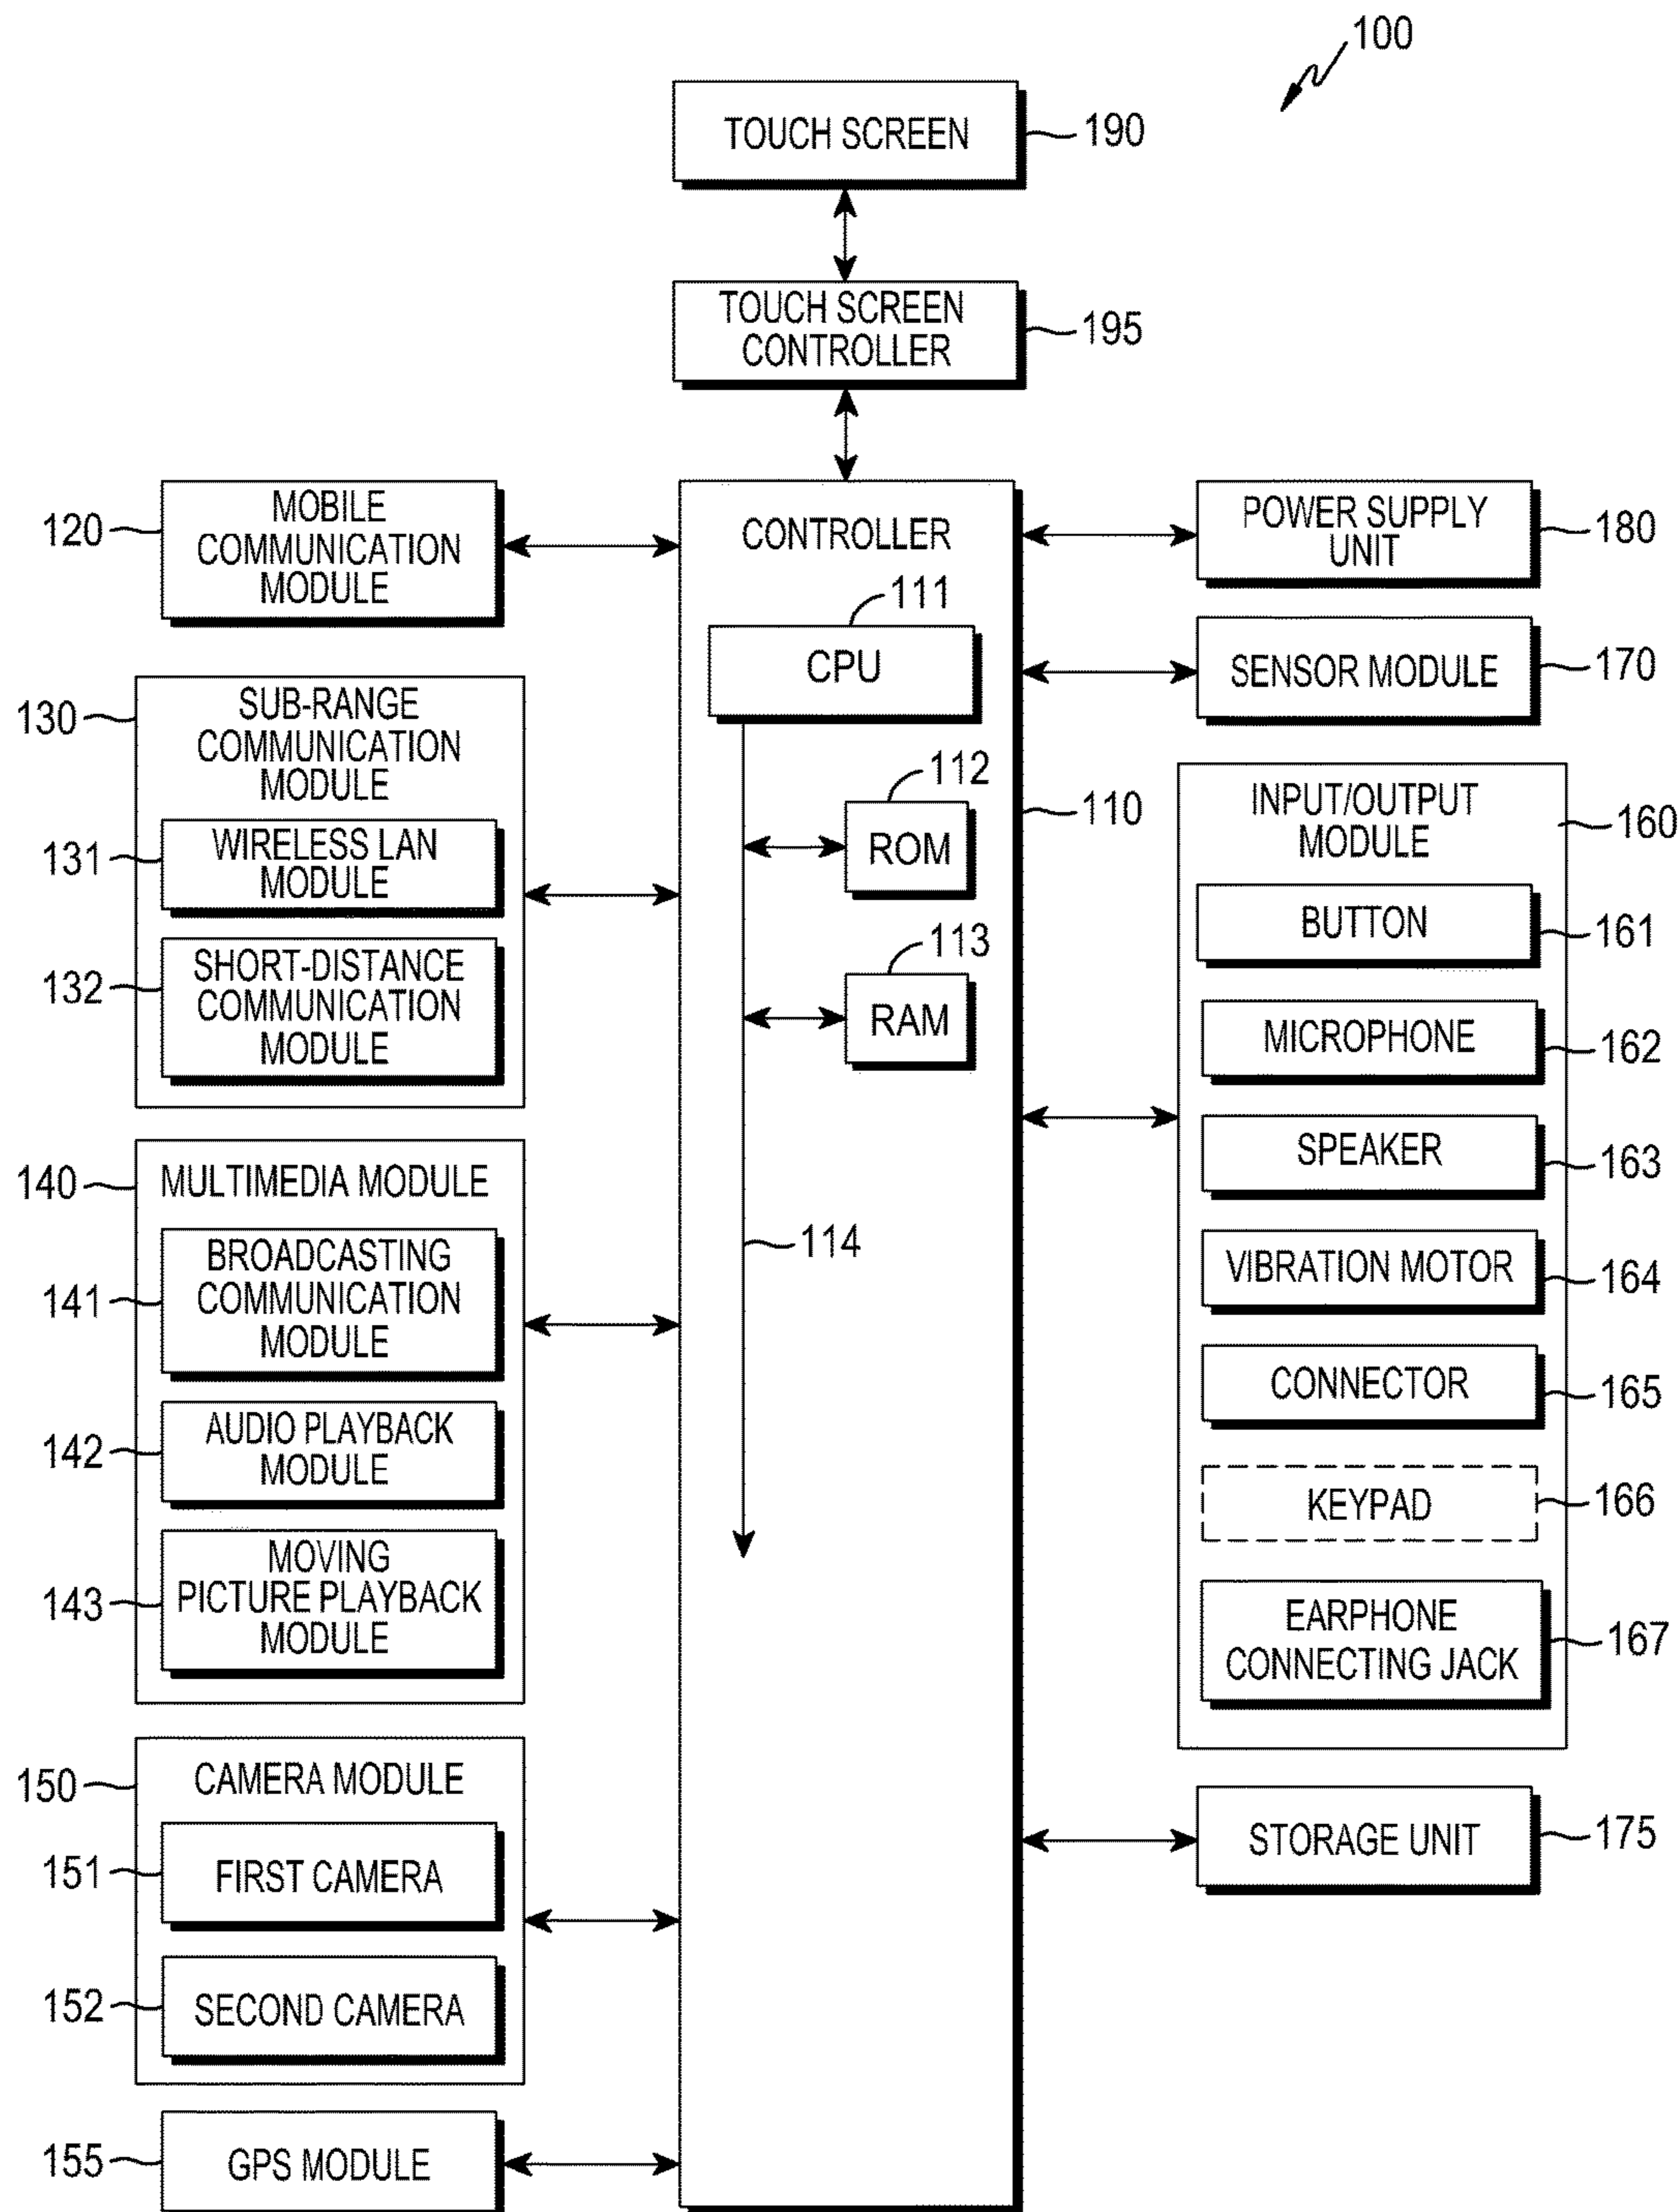 100
TOUCH SCREEN
190
TOUCH SCREEN
CONTROLLER
195
120
MOBILE
COMMUNICATION
MODULE
130
SUB-RANGE
COMMUNICATION
MODULE
131
WIRELESS LAN
MODULE
132
SHORT-DISTANCE
COMMUNICATION
MODULE
140
MULTIMEDIA MODULE
141
BROADCASTING
COMMUNICATION
MODULE
142
AUDIO PLAYBACK
MODULE
143
MOVING
PICTURE PLAYBACK
MODULE
150
CAMERA MODULE
151
FIRST CAMERA
152
SECOND CAMERA
155
GPS MODULE
CONTROLLER
110
111
CPU
112
ROM
113
RAM
114
POWER SUPPLY
UNIT
180
SENSOR MODULE
170
INPUT/OUTPUT
MODULE
160
BUTTON
161
MICROPHONE
162
SPEAKER
163
VIBRATION MOTOR
164
CONNECTOR
165
KEYPAD
166
EARPHONE
CONNECTING JACK
167
STORAGE UNIT
175